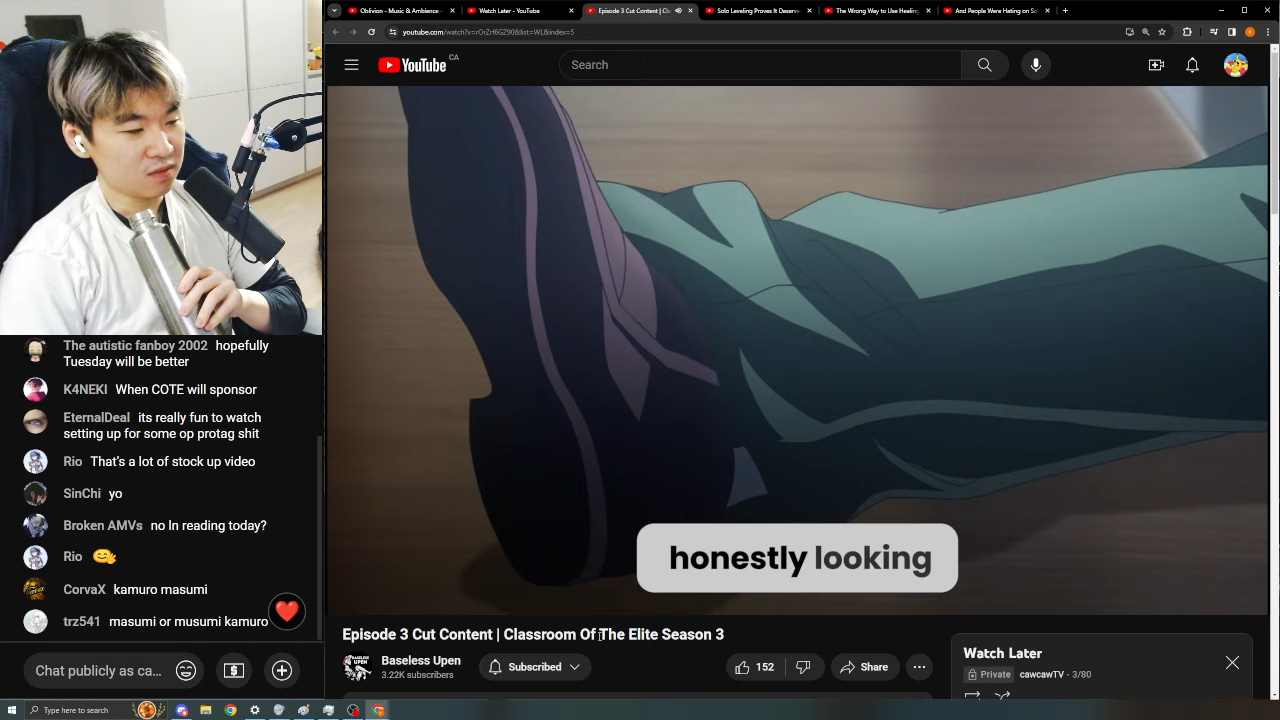 Oblivion - Music & Ambience -
Watch Later - YouTube
Episode 3 Cut Content | Cl
Solo Leveling Proves It Deserve
The Wrong Way to Use Healing
And People Were Hating on So
youtube.com/watch?v=rOrZrf6GZ90&list=WL&index=5
YouTube CA
Search
honestly looking
The autistic fanboy 2002 hopefully
Tuesday will be better
K4NEKI When COTE will sponsor
EternalDeal its really fun to watch
setting up for some op protag shit
Rio That's a lot of stock up video
SinChi yo
Broken AMVs no ln reading today?
Rio
CorvaX kamuro masumi
trz541 masumi or musumi kamuro
Chat publicly as ca...
Episode 3 Cut Content | Classroom Of The Elite Season 3
BASELESS UPEN
Baseless Upen
3.22K subscribers
Subscribed
152
Share
Watch Later
Private cawcawTV - 3/80
Type here to search